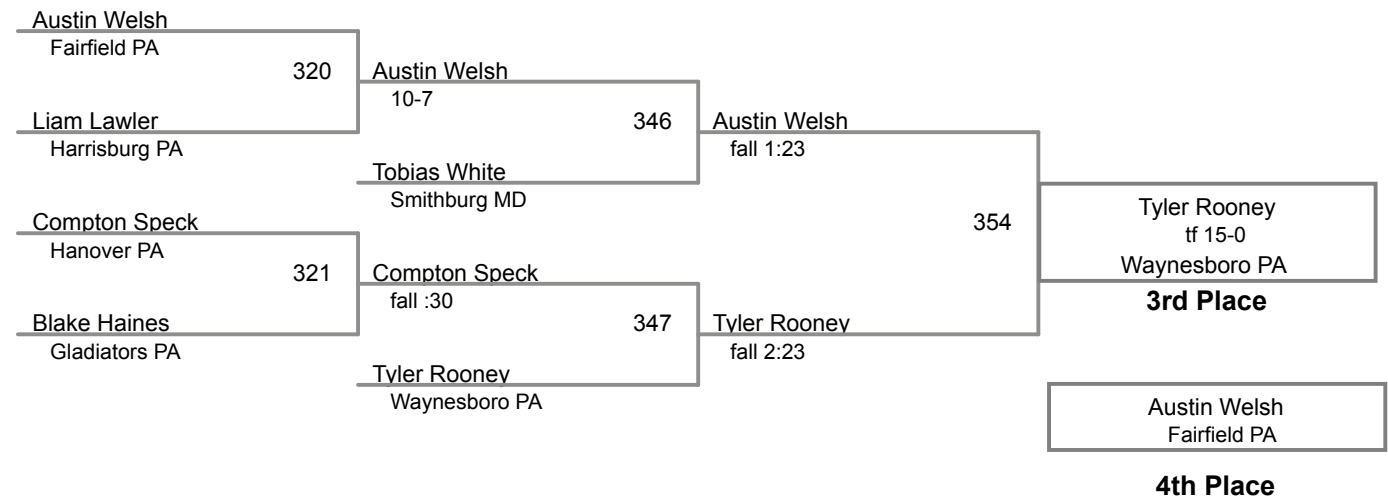 Austin Welsh
Fairfield PA
320
Austin Welsh
10-7
Liam Lawler
Harrisburg PA
346
Austin Welsh
fall 1:23
Tobias White
Smithburg MD
Compton Speck
Hanover PA
354
Tyler Rooney
tf 15-0
Waynesboro PA
3rd Place
321
Compton Speck
fall :30
Blake Haines
Gladiators PA
347
Tyler Rooney
fall 2:23
Tyler Rooney
Waynesboro PA
Austin Welsh
Fairfield PA
4th Place